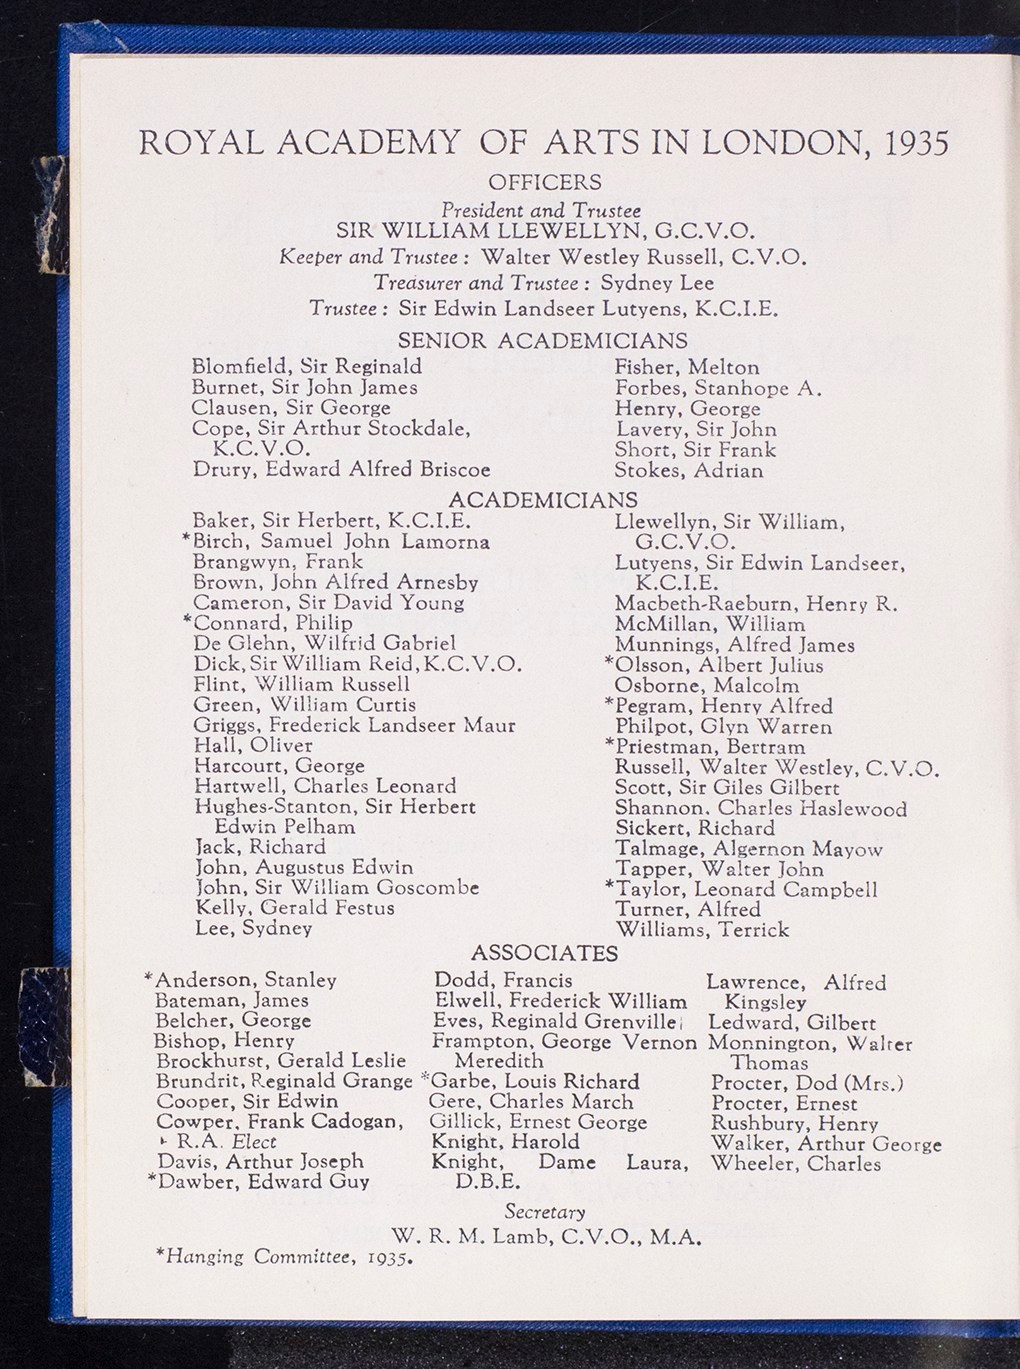 ROYAL ACADEMY OF ARTS IN LONDON, 1935
OFFICERS
President and Trustee
SIR WILLIAM LLEWELLYN, G.C.V.O.
Keeper and Trustee : Walter Westley Russell, C.V.O.
Treasurer and Trustee : Sydney Lee
Trustee : Sir Edwin Landseer Lutyens, K.C.I.E.
SENIOR ACADEMICIANS
Blomfield, Sir Reginald
Burnet, Sir John James
Clausen, Sir George
Cope, Sir Arthur Stockdale,
K.C.V.O.
Drury, Edward Alfred Briscoe
Fisher, Melton
Forbes, Stanhope A.
Henry, George
Lavery, Sir John
Short, Sir Frank
Stokes, Adrian
ACADEMICIANS
Baker, Sir Herbert, K.C.I.E.
*Birch, Samuel John Lamorna
Brangwyn, Frank
Brown, John Alfred Arnesby
Cameron, Sir David Young
*Connard, Philip
De Glehn, Wilfrid Gabriel
Dick, Sir William Reid, K.C.V.O.
Flint, William Russell
Green, William Curtis
Griggs, Frederick Landseer Maur
Hall, Oliver
Harcourt, George
Hartwell, Charles Leonard
Hughes-Stanton, Sir Herbert
Edwin Pelham
Jack, Richard
John, Augustus Edwin
John, Sir William Goscombe
Kelly, Gerald Festus
Lee, Sydney
Llewellyn, Sir William,
G.C.V.O.
Lutyens, Sir Edwin Landseer,
K.C.I.E.
Macbeth-Raeburn, Henry R.
McMillan, William
Munnings, Alfred James
*Olsson, Albert Julius
Osborne, Malcolm
*Pegram, Henry Alfred
Philpot, Glyn Warren
*Priestman, Bertram
Russell, Walter Westley, C.V.O.
Scott, Sir Giles Gilbert
Shannon. Charles Haslewood
Sickert, Richard
Talmage, Algernon Mayow
Tapper, Walter John
*Taylor, Leonard Campbell
Turner, Alfred
Williams, Terrick
ASSOCIATES
*Anderson, Stanley
Bateman, James
Belcher, George
Bishop, Henry
Brockhurst, Gerald Leslie
Brundrit, Reginald Grange
Cooper, Sir Edwin
Cowper, Frank Cadogan,
R.A. Elect
Davis, Arthur Joseph
*Dawber, Edward Guy
Dodd, Francis
Elwell, Frederick William
Eves, Reginald Grenville
Frampton, George Vernon
Meredith
*Garbe, Louis Richard
Gere, Charles March
Gillick, Ernest George
Knight, Harold
Knight, Dame Laura,
D.B.E.
Lawrence, Alfred
Kingsley
Ledward, Gilbert
Monnington, Walter
Thomas
Procter, Dod (Mrs.)
Procter, Ernest
Rushbury, Henry
Walker, Arthur George
Wheeler, Charles
Secretary
W. R. M. Lamb, C.V.O., M.A.
*Hanging Committee, 1935.